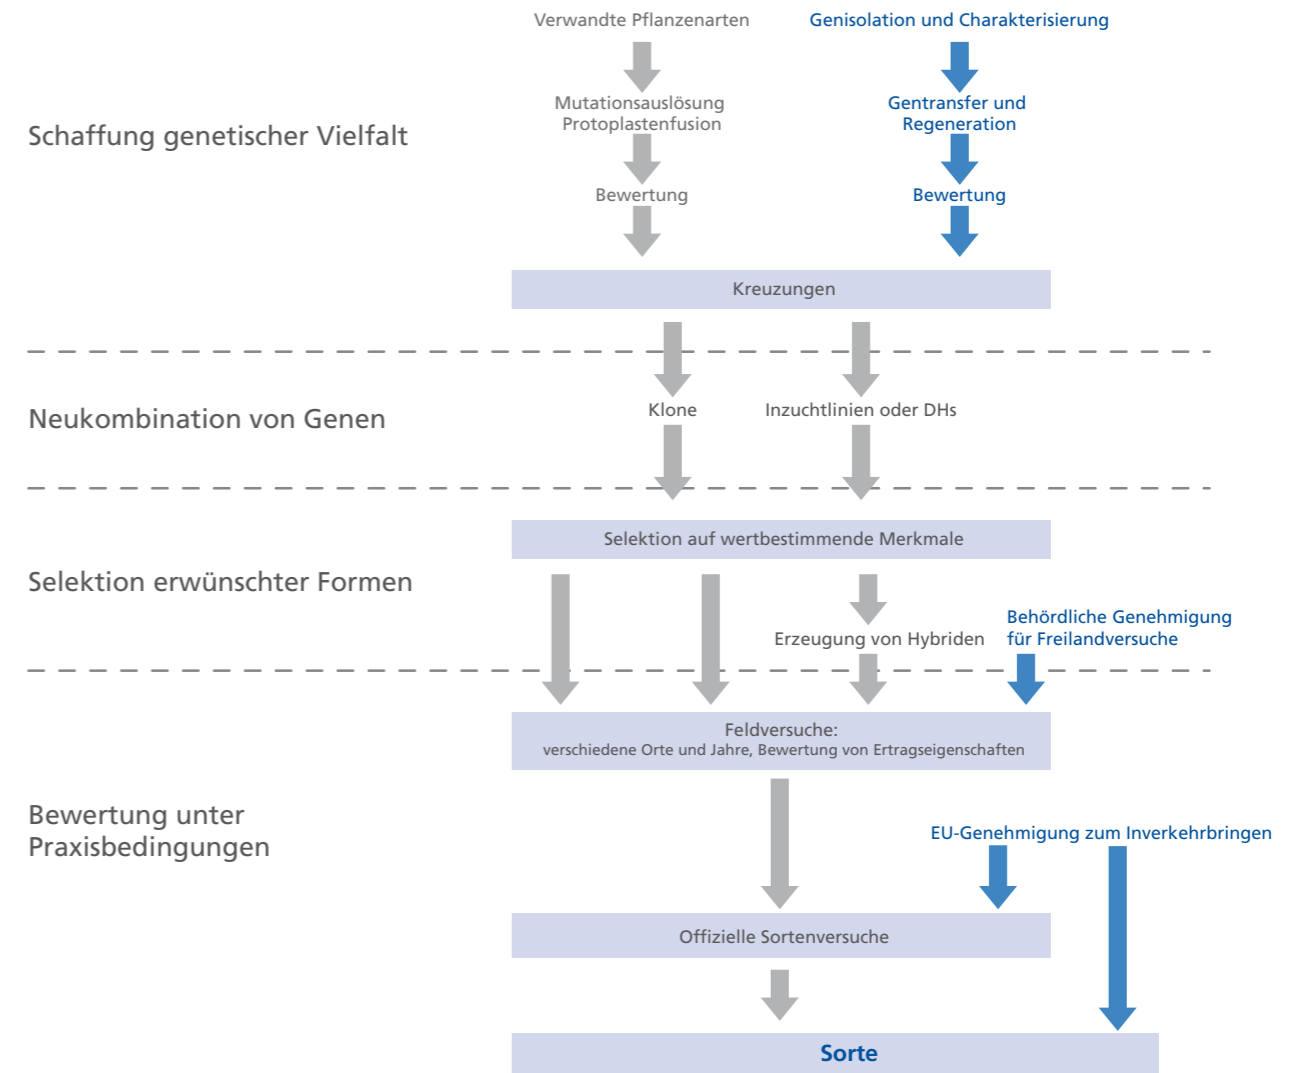 Verwandte Pflanzenarten
Genisolation und Charakterisierung
Schaffung genetischer Vielfalt
Mutationsauslösung
Protoplastenfusion
Gentransfer und
Regeneration
Bewertung
Bewertung
Kreuzungen
Neukombination von Genen
Klone
Inzuchtlinien oder DHs
Selektion auf wertbestimmende Merkmale
Selektion erwünschter Formen
Erzeugung von Hybriden
Behördliche Genehmigung
für Freilandversuche
Feldversuche:
verschiedene Orte und Jahre, Bewertung von Ertragseigenschaften
Bewertung unter
Praxisbedingungen
EU-Genehmigung zum Inverkehrbringen
Offizielle Sortenversuche
Sorte